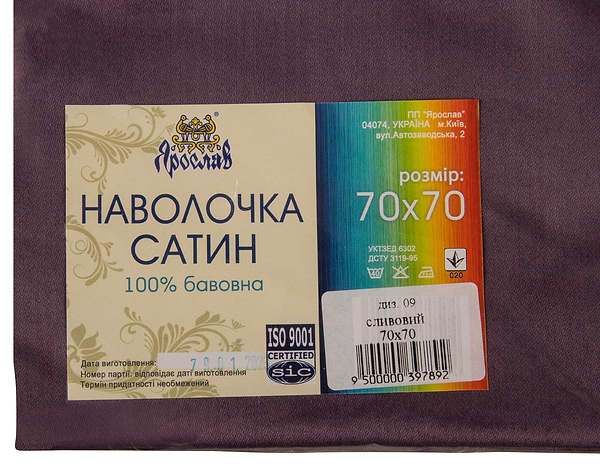 Ярослав
НАВОЛОЧКА
САТИН
100% бавовна
Дата виготовлення:
Номер партії: відповідає даті виготовлення
Термін придатності необмежений
ISO 9001
CERTIFIED
SIC
ПП "Ярослав"
04074, УКРАЇНА м.Київ,
вул.Автозаводська, 2
розмір:
70х70
УКТЗЕД 6302
ДСТУ 3119-95
020
диз. 09
сливовий
70х70
9 500000 397892